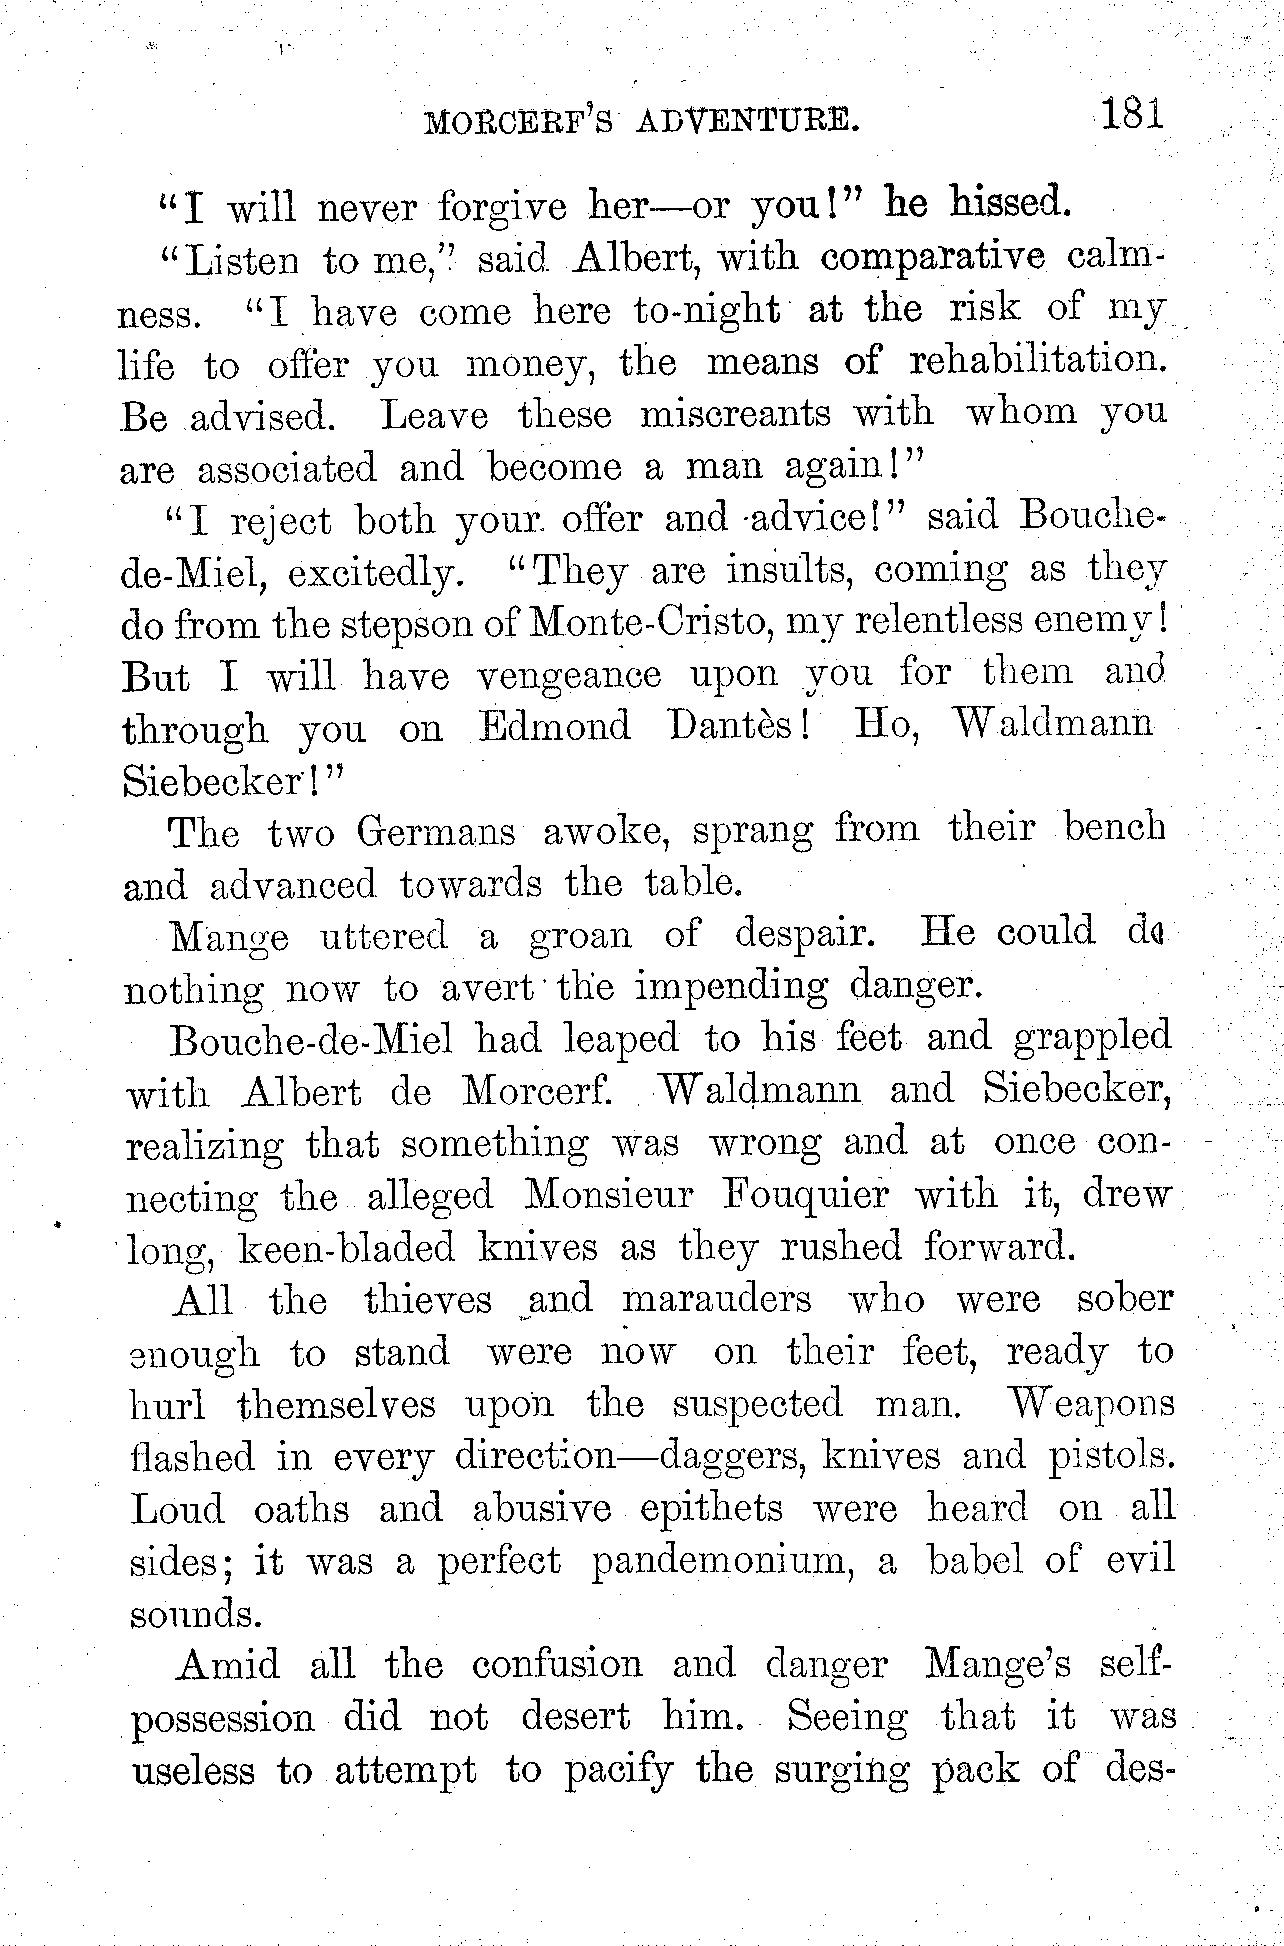 MORCERF'S ADVENTURE. 181
"I will never forgive her—or you!" he hissed.
"Listen to me," said Albert, with comparative calm-
ness. "I have come here to-night at the risk of my
life to offer you money, the means of rehabilitation.
Be advised. Leave these miscreants with whom you
are associated and become a man again!"
"I reject both your offer and advice!" said Bouche-
de-Miel, excitedly. "They are insults, coming as they
do from the stepson of Monte-Cristo, my relentless enemy!
But I will have vengeance upon you for them and
through you on Edmond Dantès! Ho, Waldmann
Siebecker!"
The two Germans awoke, sprang from their bench
and advanced towards the table.
Mange uttered a groan of despair. He could do
nothing now to avert the impending danger.
Bouche-de-Miel had leaped to his feet and grappled
with Albert de Morcerf. Waldmann and Siebecker,
realizing that something was wrong and at once con-
necting the alleged Monsieur Fouquier with it, drew
long, keen-bladed knives as they rushed forward.
All the thieves and marauders who were sober
enough to stand were now on their feet, ready to
hurl themselves upon the suspected man. Weapons
flashed in every direction—daggers, knives and pistols.
Loud oaths and abusive epithets were heard on all
sides; it was a perfect pandemonium, a babel of evil
sounds.
Amid all the confusion and danger Mange's self-
possession did not desert him. Seeing that it was
useless to attempt to pacify the surging pack of des-